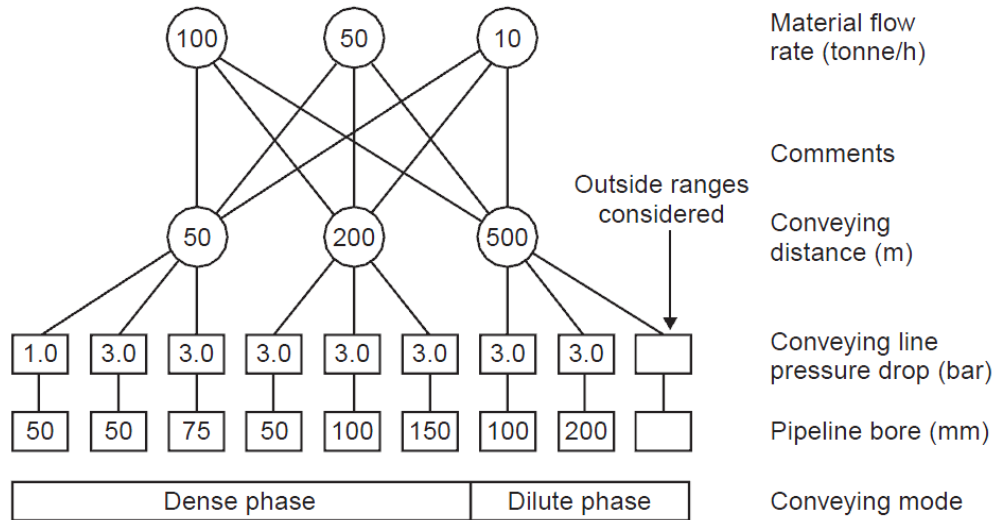 100 50 10 Material flow
rate (tonne/h)
Comments
Outside ranges
considered
50 200 500 Conveying
distance (m)
1.0 3.0 3.0 3.0 3.0 3.0 3.0 3.0 Conveying line
pressure drop (bar)
50 50 75 50 100 150 100 200 Pipeline bore (mm)
Dense phase Dilute phase Conveying mode